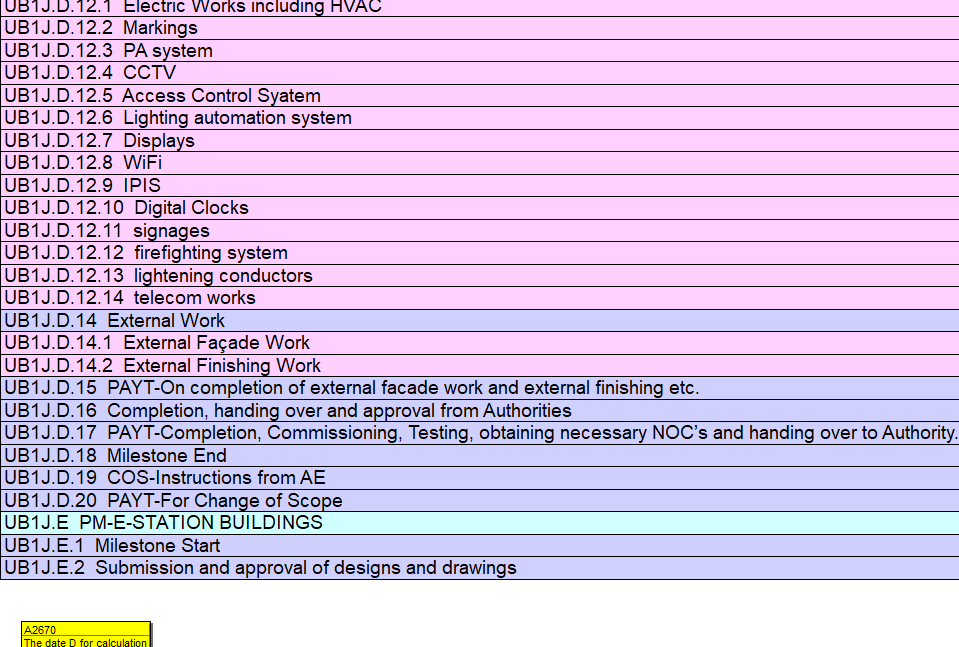 UB1J.D.12.1 Electric Works including HVAC
UB1J.D.12.2 Markings
UB1J.D.12.3 PA system
UB1J.D.12.4 CCTV
UB1J.D.12.5 Access Control Syatem
UB1J.D.12.6 Lighting automation system
UB1J.D.12.7 Displays
UB1J.D.12.8 WiFi
UB1J.D.12.9 IPIS
UB1J.D.12.10 Digital Clocks
UB1J.D.12.11 signages
UB1J.D.12.12 firefighting system
UB1J.D.12.13 lightening conductors
UB1J.D.12.14 telecom works
UB1J.D.14 External Work
UB1J.D.14.1 External Façade Work
UB1J.D.14.2 External Finishing Work
UB1J.D.15 PAYT-On completion of external facade work and external finishing etc.
UB1J.D.16 Completion, handing over and approval from Authorities
UB1J.D.17 PAYT-Completion, Commissioning, Testing, obtaining necessary NOC’s and handing over to Authority.
UB1J.D.18 Milestone End
UB1J.D.19 COS-Instructions from AE
UB1J.D.20 PAYT-For Change of Scope
UB1J.E PM-E-STATION BUILDINGS
UB1J.E.1 Milestone Start
UB1J.E.2 Submission and approval of designs and drawings
A2670
The date D for calculation